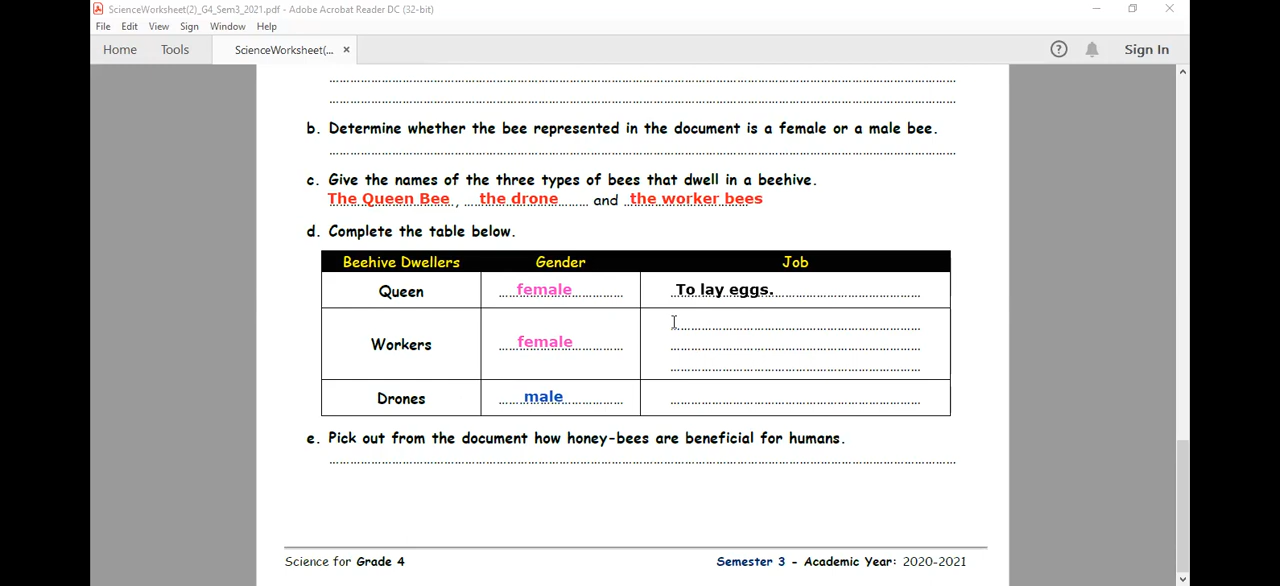 ScienceWorksheet(2)_G4_Sem3_2021.pdf - Adobe Acrobat Reader DC (32-bit)
File Edit View Sign Window Help
Home Tools ScienceWorksheet(... × Sign In
b. Determine whether the bee represented in the document is a female or a male bee.
c. Give the names of the three types of bees that dwell in a beehive.
The Queen Bee, the drone and the worker bees
d. Complete the table below.
Beehive Dwellers Gender Job
Queen female To lay eggs.
Workers female
Drones male
e. Pick out from the document how honey-bees are beneficial for humans.
Science for Grade 4 Semester 3 - Academic Year: 2020-2021